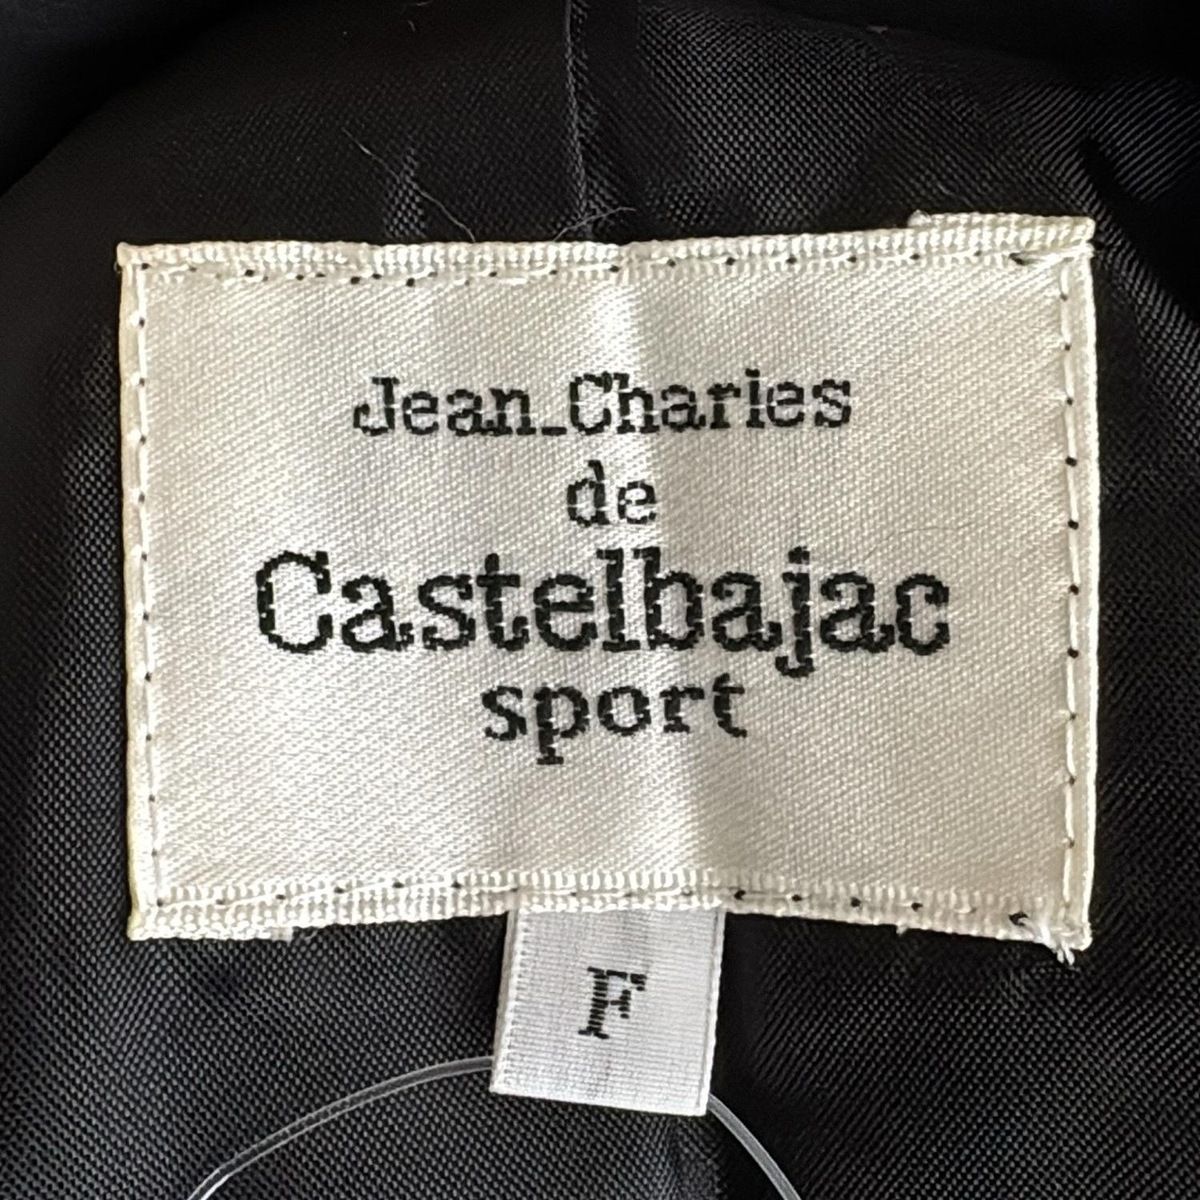 Jean_Charles
de
Castelbajac
sport
F